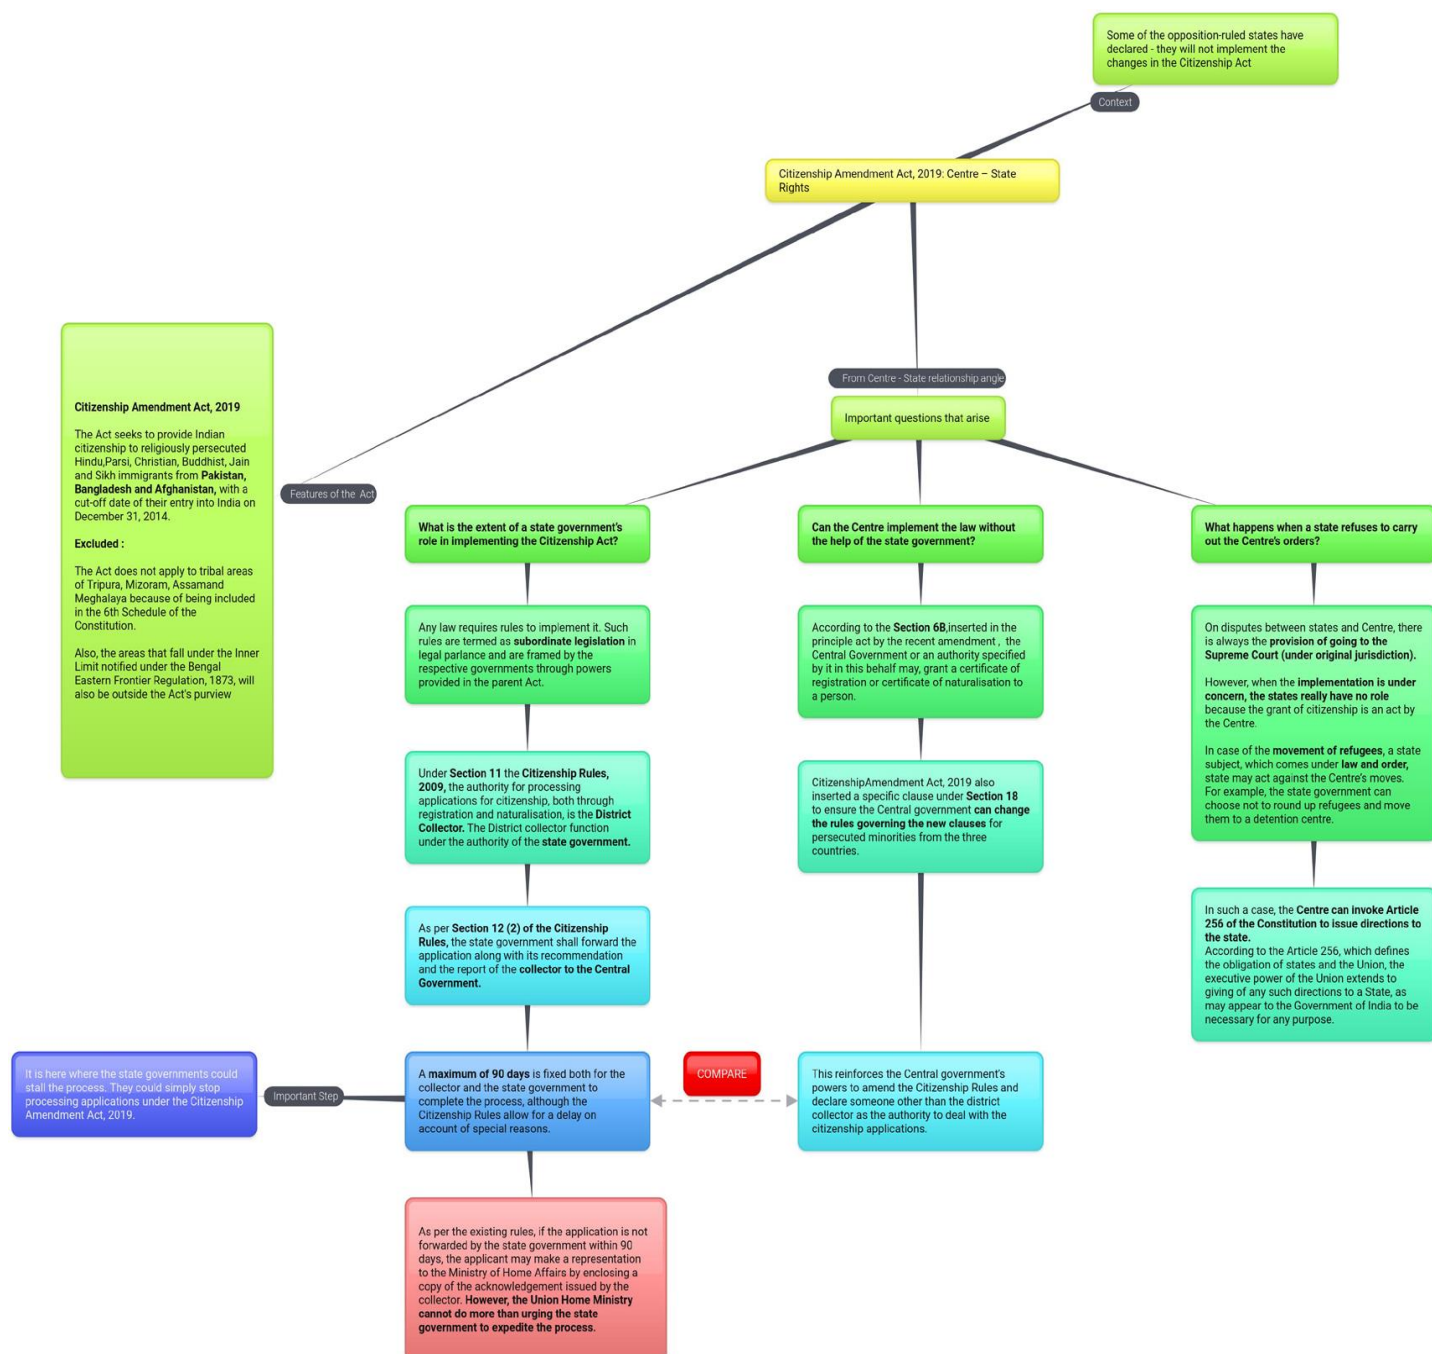 Some of the opposition-ruled states have
declared - they will not implement the
changes in the Citizenship Act
Context
Citizenship Amendment Act, 2019: Centre – State
Rights
Citizenship Amendment Act, 2019
The Act seeks to provide Indian
citizenship to religiously persecuted
Hindu,Parsi, Christian, Buddhist, Jain
and Sikh immigrants from Pakistan,
Bangladesh and Afghanistan, with a
cut-off date of their entry into India on
December 31, 2014.
Excluded :
The Act does not apply to tribal areas
of Tripura, Mizoram, Assamand
Meghalaya because of being included
in the 6th Schedule of the
Constitution.
Also, the areas that fall under the Inner
Limit notified under the Bengal
Eastern Frontier Regulation, 1873, will
also be outside the Act's purview
Features of the Act
From Centre - State relationship angle
Important questions that arise
What is the extent of a state government's
role in implementing the Citizenship Act?
Any law requires rules to implement it. Such
rules are termed as subordinate legislation in
legal parlance and are framed by the
respective governments through powers
provided in the parent Act.
Under Section 11 the Citizenship Rules,
2009, the authority for processing
applications for citizenship, both through
registration and naturalisation, is the District
Collector. The District collector function
under the authority of the state government.
As per Section 12 (2) of the Citizenship
Rules, the state government shall forward the
application along with its recommendation
and the report of the collector to the Central
Government.
A maximum of 90 days is fixed both for the
collector and the state government to
complete the process, although the
Citizenship Rules allow for a delay on
account of special reasons.
Important Step
It is here where the state governments could
stall the process. They could simply stop
processing applications under the Citizenship
Amendment Act, 2019.
As per the existing rules, if the application is not
forwarded by the state government within 90
days, the applicant may make a representation
to the Ministry of Home Affairs by enclosing a
copy of the acknowledgement issued by the
collector. However, the Union Home Ministry
cannot do more than urging the state
government to expedite the process.
COMPARE
Can the Centre implement the law without
the help of the state government?
According to the Section 6B,inserted in the
principle act by the recent amendment , the
Central Government or an authority specified
by it in this behalf may, grant a certificate of
registration or certificate of naturalisation to
a person.
CitizenshipAmendment Act, 2019 also
inserted a specific clause under Section 18
to ensure the Central government can change
the rules governing the new clauses for
persecuted minorities from the three
countries.
This reinforces the Central government's
powers to amend the Citizenship Rules and
declare someone other than the district
collector as the authority to deal with the
citizenship applications.
What happens when a state refuses to carry
out the Centre's orders?
On disputes between states and Centre, there
is always the provision of going to the
Supreme Court (under original jurisdiction).
However, when the implementation is under
concern, the states really have no role
because the grant of citizenship is an act by
the Centre.
In case of the movement of refugees, a state
subject, which comes under law and order,
state may act against the Centre's moves.
For example, the state government can
choose not to round up refugees and move
them to a detention centre.
In such a case, the Centre can invoke Article
256 of the Constitution to issue directions to
the state.
According to the Article 256, which defines
the obligation of states and the Union, the
executive power of the Union extends to
giving of any such directions to a State, as
may appear to the Government of India to be
necessary for any purpose.